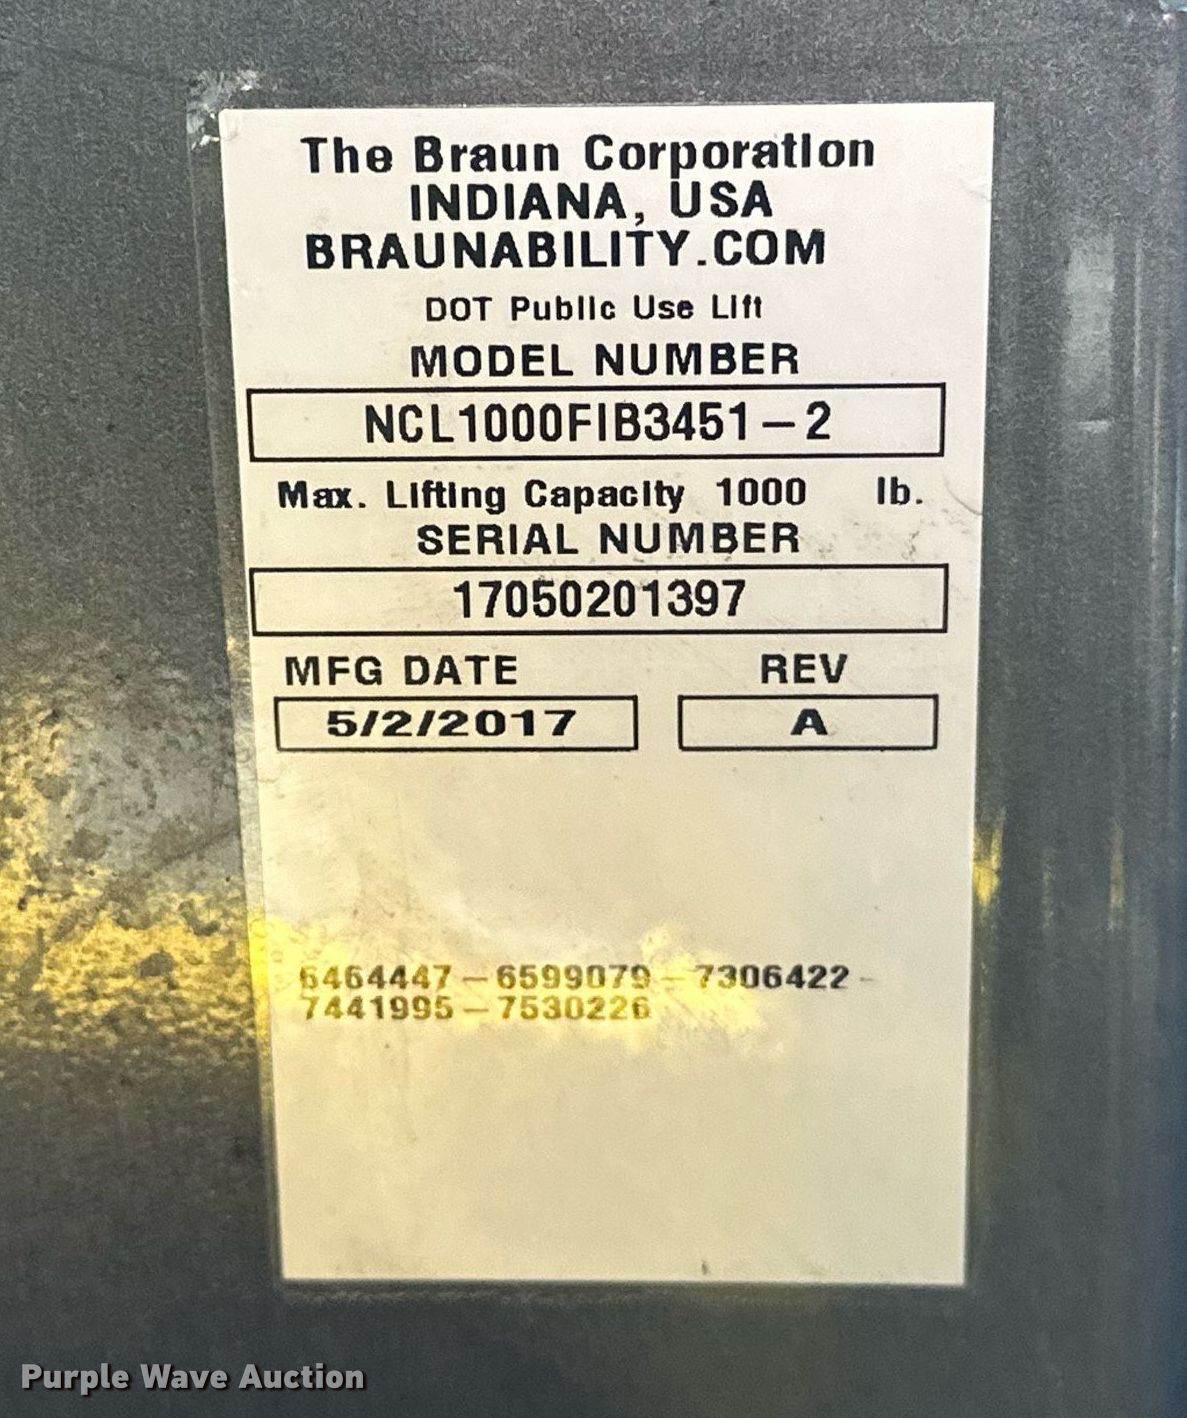 The Braun Corporation
INDIANA, USA
BRAUNABILITY.COM
DOT Public Use Lift
MODEL NUMBER
NCL1000FIB3451-2
Max. Lifting Capacity 1000 lb.
SERIAL NUMBER
17050201397
MFG DATE REV
5/2/2017 A
6464447-6599079-7306422-
7441995-7530226
Purple Wave Auction